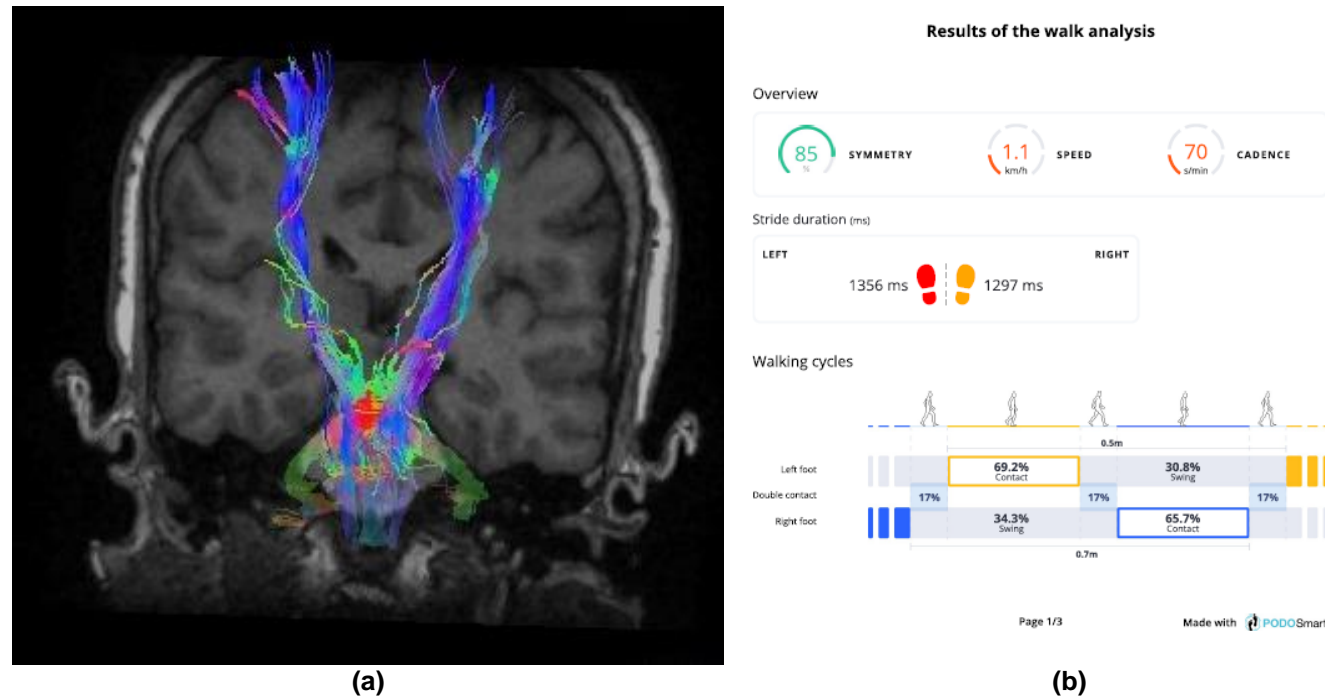 Results of the walk analysis
Overview
85 % SYMMETRY 1.1 km/h SPEED 70 s/min CADENCE
Stride duration (ms)
LEFT RIGHT
1356 ms 1297 ms
Walking cycles
0.5m
Left foot 69.2% Contact 30.8% Swing
Double contact 17% 17% 17%
Right foot 34.3% Swing 65.7% Contact
0.7m
Page 1/3 Made with PODOSmart
(a) (b)